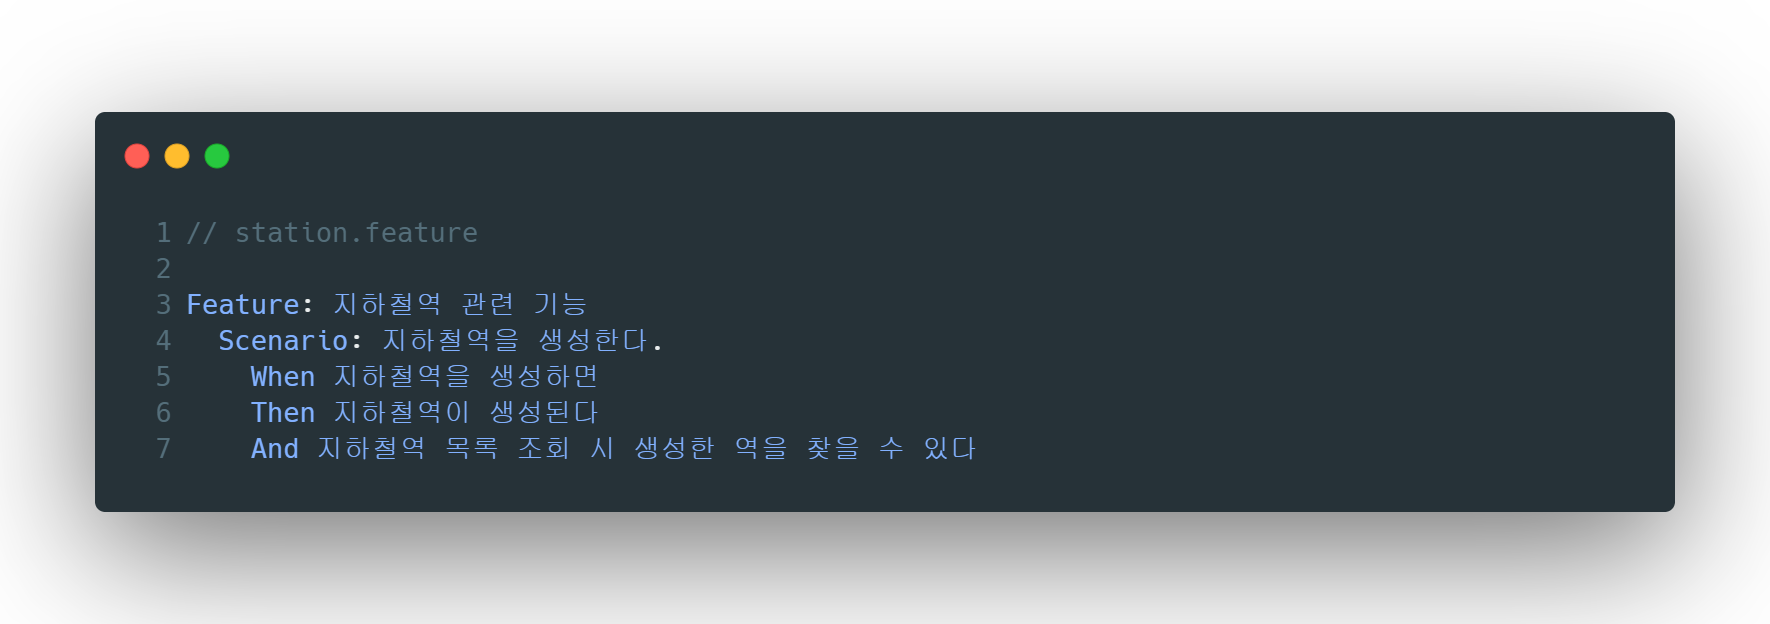 1 // station.feature
2
3 Feature: 지하철역 관련 기능
4   Scenario: 지하철역을 생성한다.
5     When 지하철역을 생성하면
6     Then 지하철역이 생성된다
7     And 지하철역 목록 조회 시 생성한 역을 찾을 수 있다